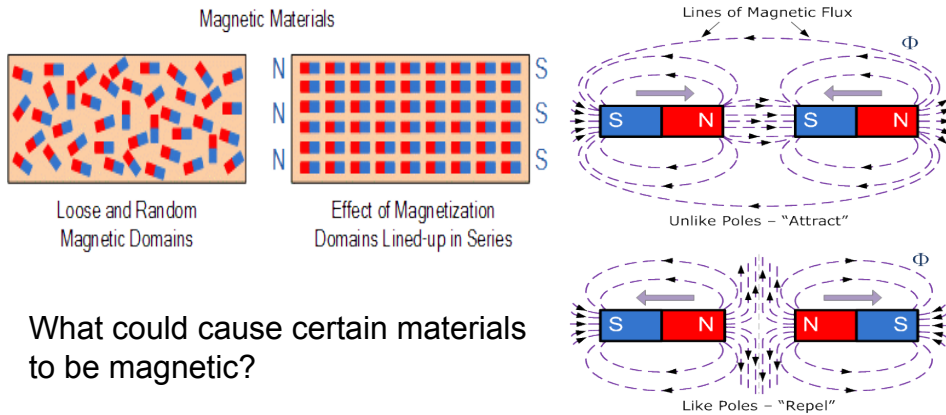 Magnetic Materials
N
N
N
S
S
S
Loose and Random
Magnetic Domains
Effect of Magnetization
Domains Lined-up in Series
What could cause certain materials
to be magnetic?
Lines of Magnetic Flux
Φ
S N
S N
Unlike Poles – “Attract”
Φ
S N
N S
Like Poles – “Repel”